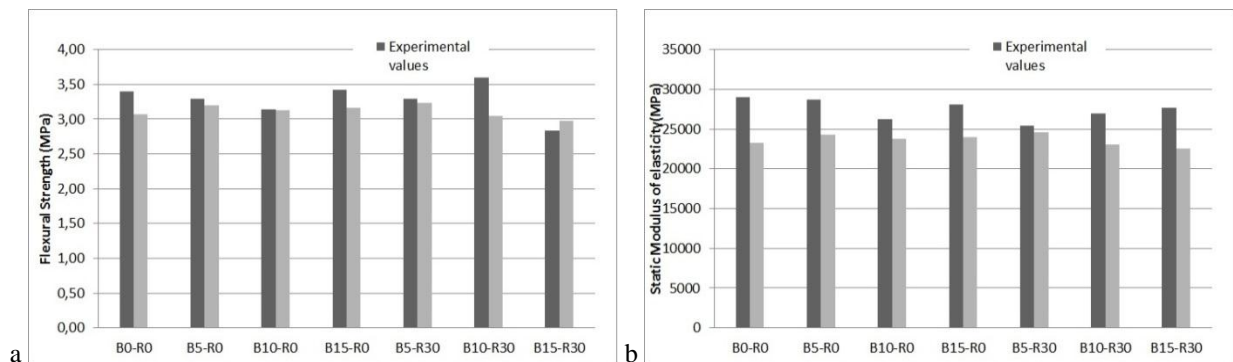 4,00
3,50
3,00
2,50
2,00
1,50
1,00
0,50
0,00
Flexural Strength (MPa)
Experimental
values
B0-R0 B5-R0 B10-R0 B15-R0 B5-R30 B10-R30 B15-R30
a
35000
30000
25000
20000
15000
10000
5000
0
Static Modulus of elasticity(MPa)
Experimental
values
B0-R0 B5-R0 B10-R0 B15-R0 B5-R30 B10-R30 B15-R30
b